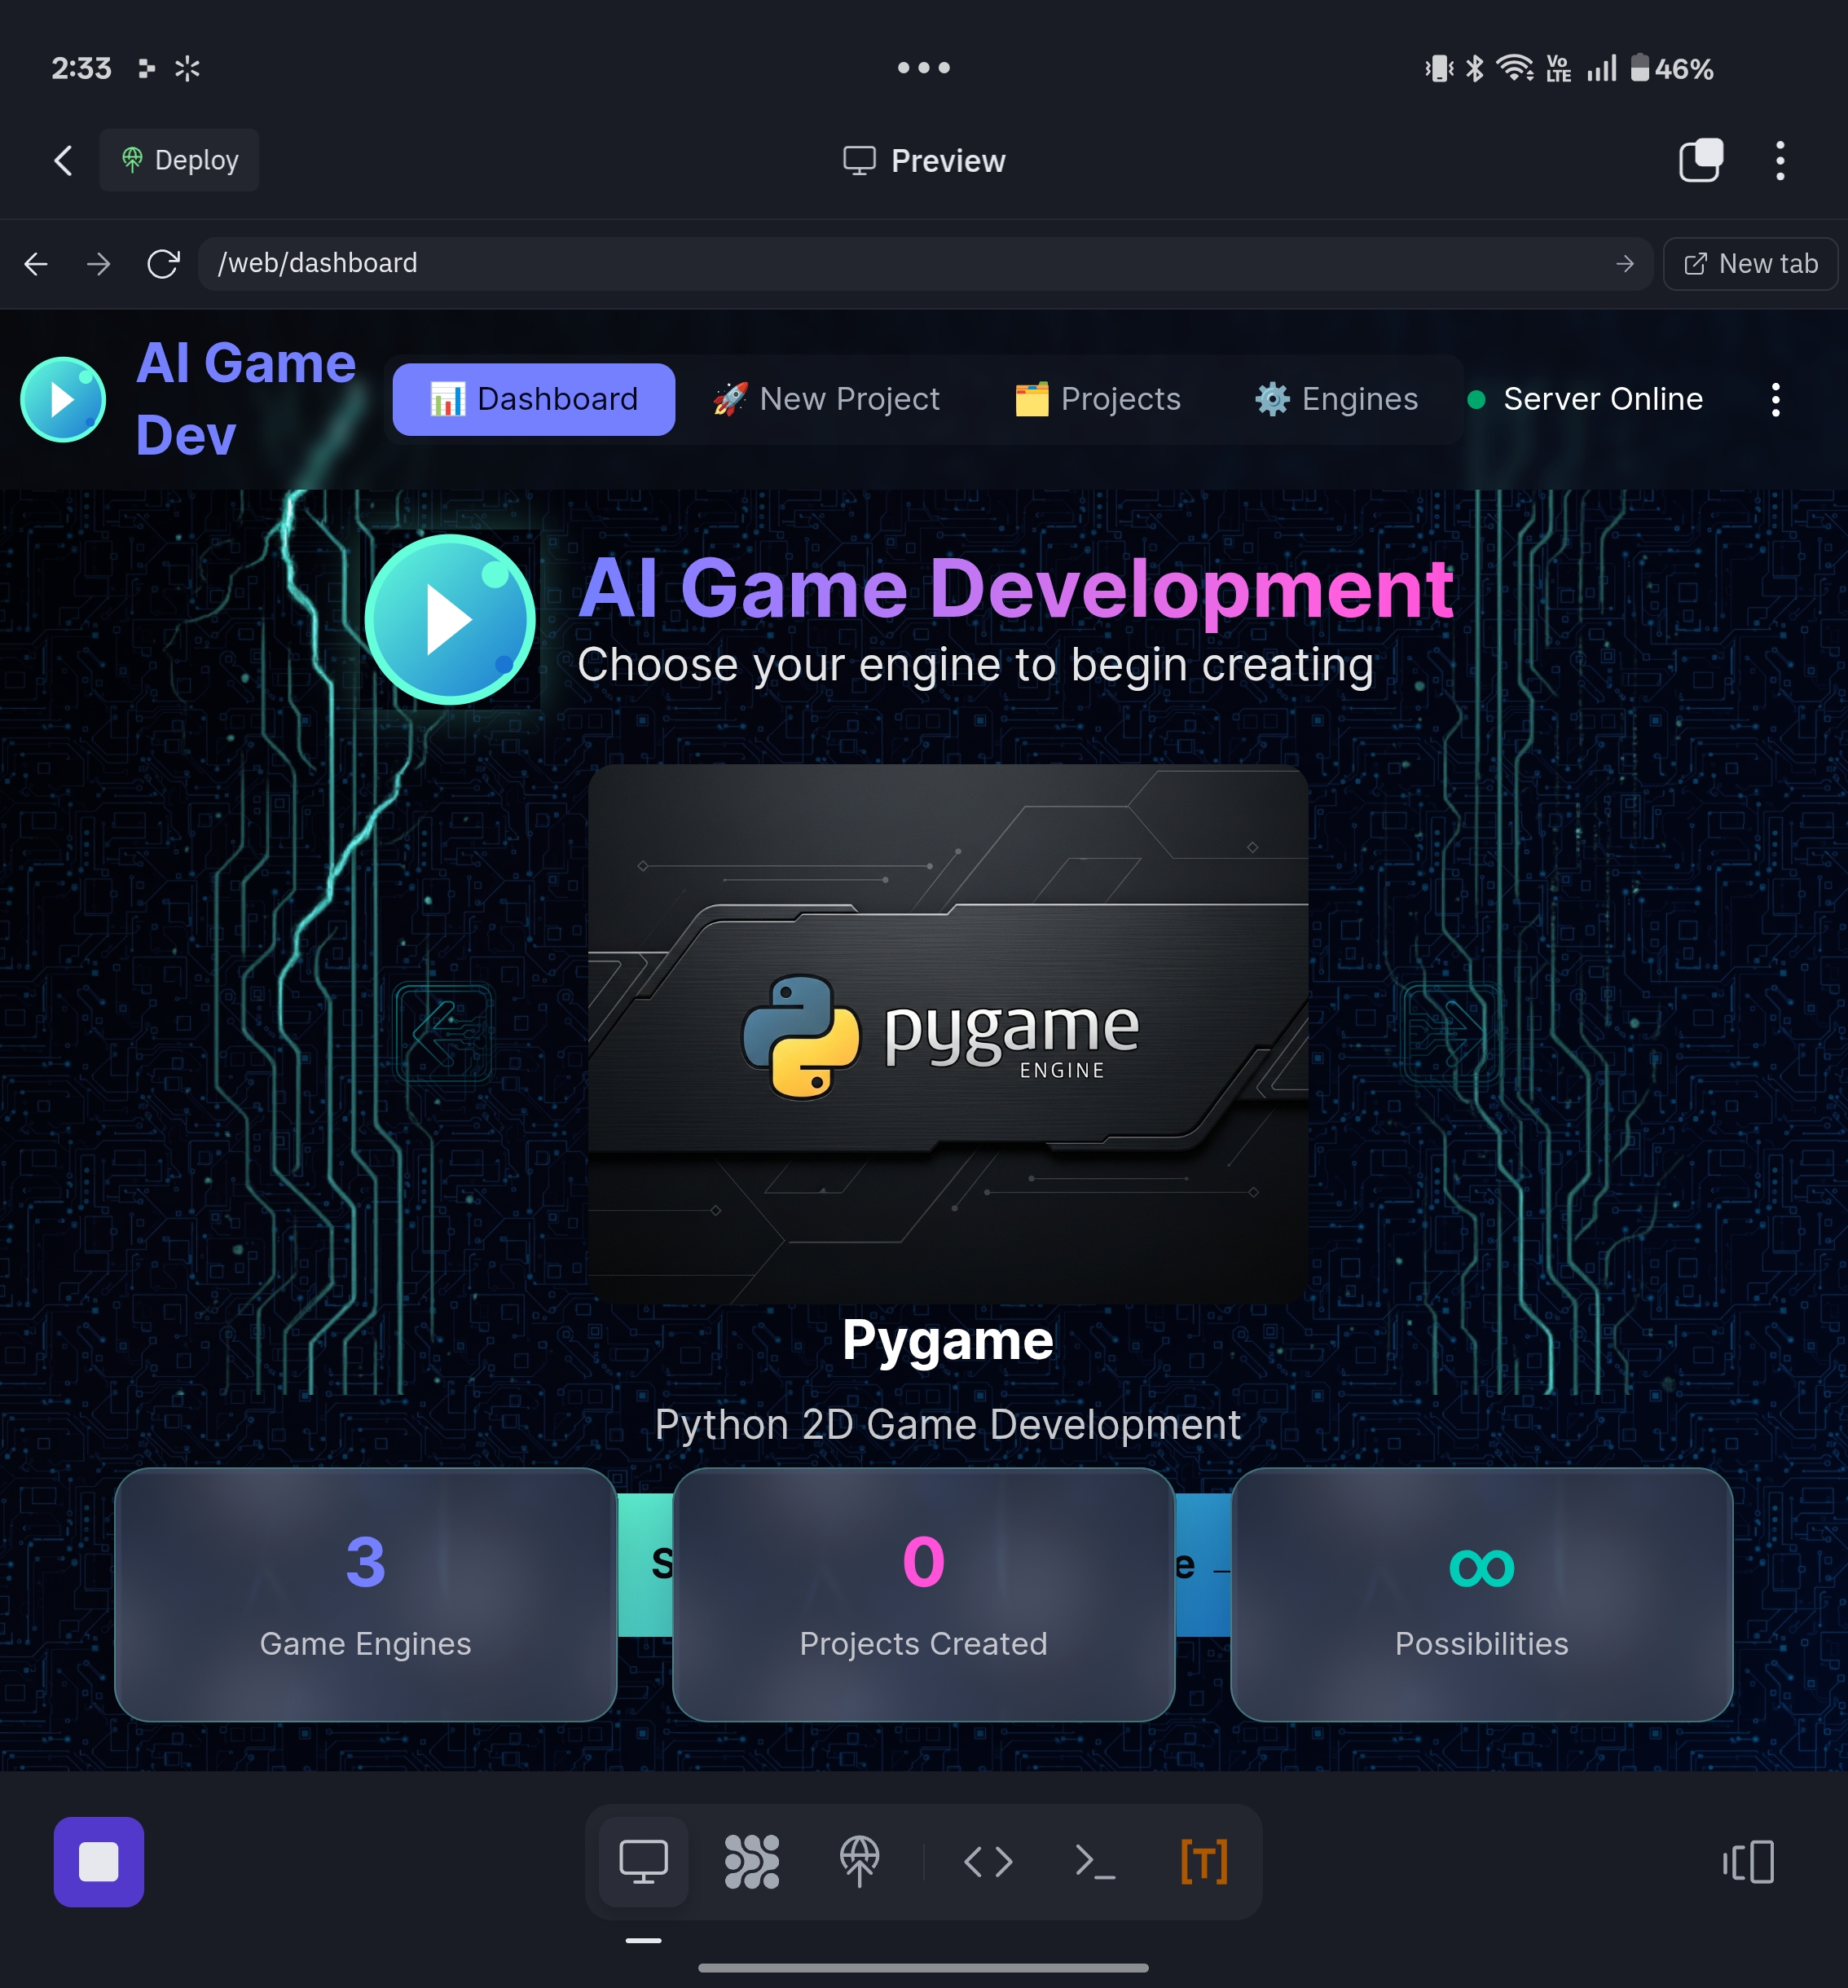 2:33
Vo
LTE
46%
Deploy
Preview
/web/dashboard
New tab
AI Game
Dev
Dashboard
New Project
Projects
Engines
Server Online
AI Game Development
Choose your engine to begin creating
pygame
ENGINE
Pygame
Python 2D Game Development
3
Game Engines
S
0
Projects Created
e
∞
Possibilities
[T]